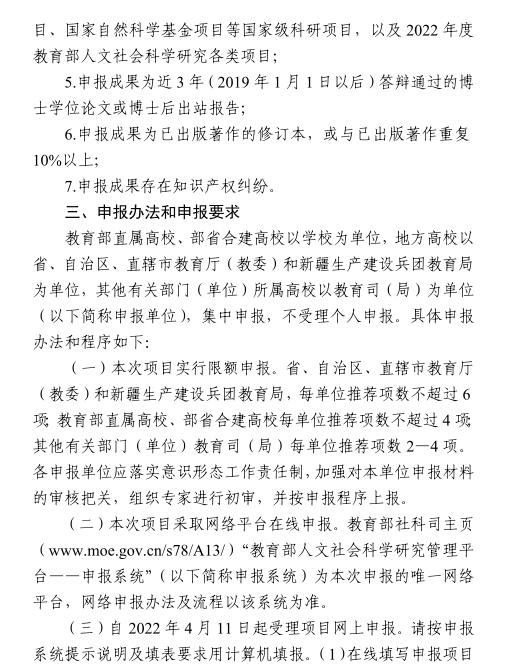 目、国家自然科学基金项目等国家级科研项目，以及 2022 年度
教育部人文社会科学研究各类项目；
5.申报成果为近 3 年（2019 年 1 月 1 日以后）答辩通过的博
士学位论文或博士后出站报告；
6.申报成果为已出版著作的修订本，或与已出版著作重复
10%以上；
7.申报成果存在知识产权纠纷。
三、申报办法和申报要求
教育部直属高校、部省合建高校以学校为单位，地方高校以
省、自治区、直辖市教育厅（教委）和新疆生产建设兵团教育局
为单位，其他有关部门（单位）所属高校以教育司（局）为单位
（以下简称申报单位），集中申报，不受理个人申报。具体申报
办法和程序如下：
（一）本次项目实行限额申报。省、自治区、直辖市教育厅
（教委）和新疆生产建设兵团教育局，每单位推荐项数不超过 6
项；教育部直属高校、部省合建高校每单位推荐项数不超过 4 项；
其他有关部门（单位）教育司（局）每单位推荐项数 2—4 项。
各申报单位应落实意识形态工作责任制，加强对本单位申报材料
的审核把关，组织专家进行初审，并按申报程序上报。
（二）本次项目采取网络平台在线申报。教育部社科司主页
（www.moe.gov.cn/s78/A13/）“教育部人文社会科学研究管理平
台——申报系统”（以下简称申报系统）为本次申报的唯一网络
平台，网络申报办法及流程以该系统为准。
（三）自 2022 年 4 月 11 日起受理项目网上申报。请按申报
系统提示说明及填表要求用计算机填报。（1）在线填写申报项目